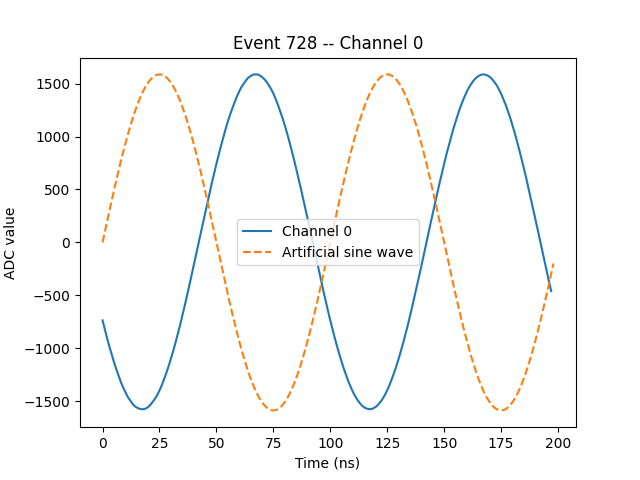 Event 728 -- Channel 0
ADC value
1500
1000
500
0
−500
−1000
−1500
Channel 0
Artificial sine wave
0 25 50 75 100 125 150 175 200
Time (ns)